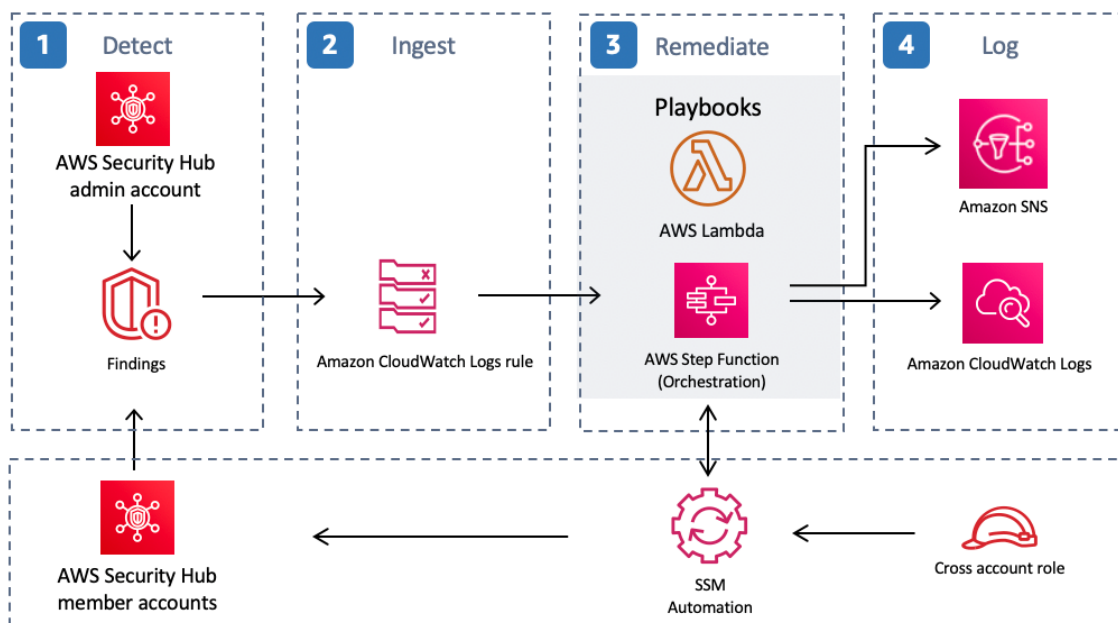 1 Detect
AWS Security Hub
admin account
Findings
2 Ingest
Amazon CloudWatch Logs rule
3 Remediate
Playbooks
AWS Lambda
AWS Step Function
(Orchestration)
4 Log
Amazon SNS
Amazon CloudWatch Logs
AWS Security Hub
member accounts
SSM
Automation
Cross account role